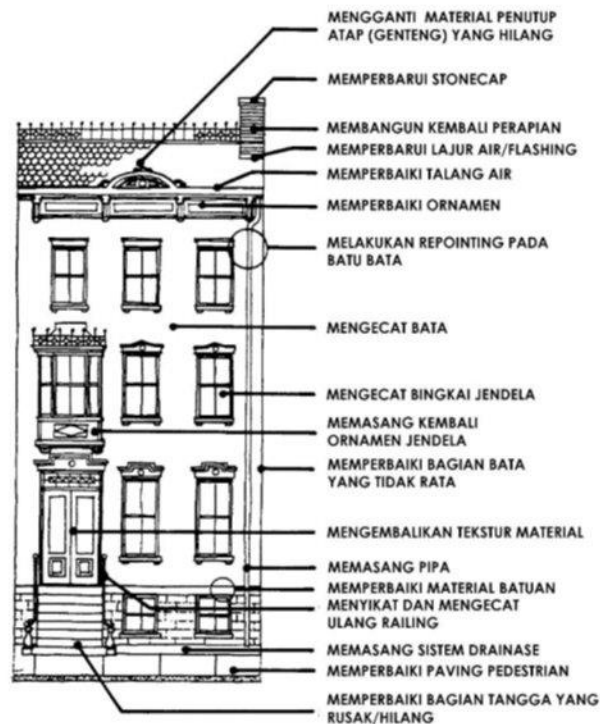 MENGGANTI MATERIAL PENUTUP
ATAP (GENTENG) YANG HILANG
MEMPERBARUI STONECAP
MEMBANGUN KEMBALI PERAPIAN
MEMPERBARUI LAJUR AIR/FLASHING
MEMPERBAIKI TALANG AIR
MEMPERBAIKI ORNAMEN
MELAKUKAN REPOINTING PADA
BATU BATA
MENGECAT BATA
MENGECAT BINGKAI JENDELA
MEMASANG KEMBALI
ORNAMEN JENDELA
MEMPERBAIKI BAGIAN BATA
YANG TIDAK RATA
MENGEMBALIKAN TEKSTUR MATERIAL
MEMASANG PIPA
MEMPERBAIKI MATERIAL BATUAN
MENYIKAT DAN MENGECAT
ULANG RAILING
MEMASANG SISTEM DRAINASE
MEMPERBAIKI PAVING PEDESTRIAN
MEMPERBAIKI BAGIAN TANGGA YANG
RUSAK/HILANG